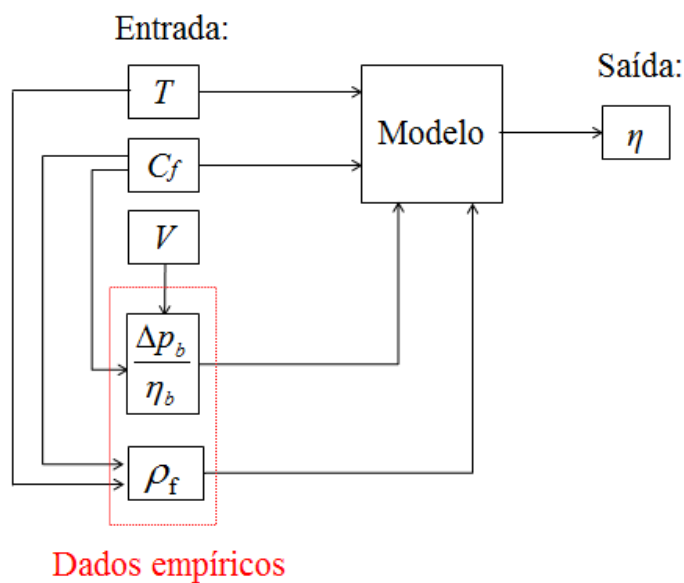 Entrada:
T
Cf
V
Δpb
ηb
ρf
Modelo
Saída:
η
Dados empíricos